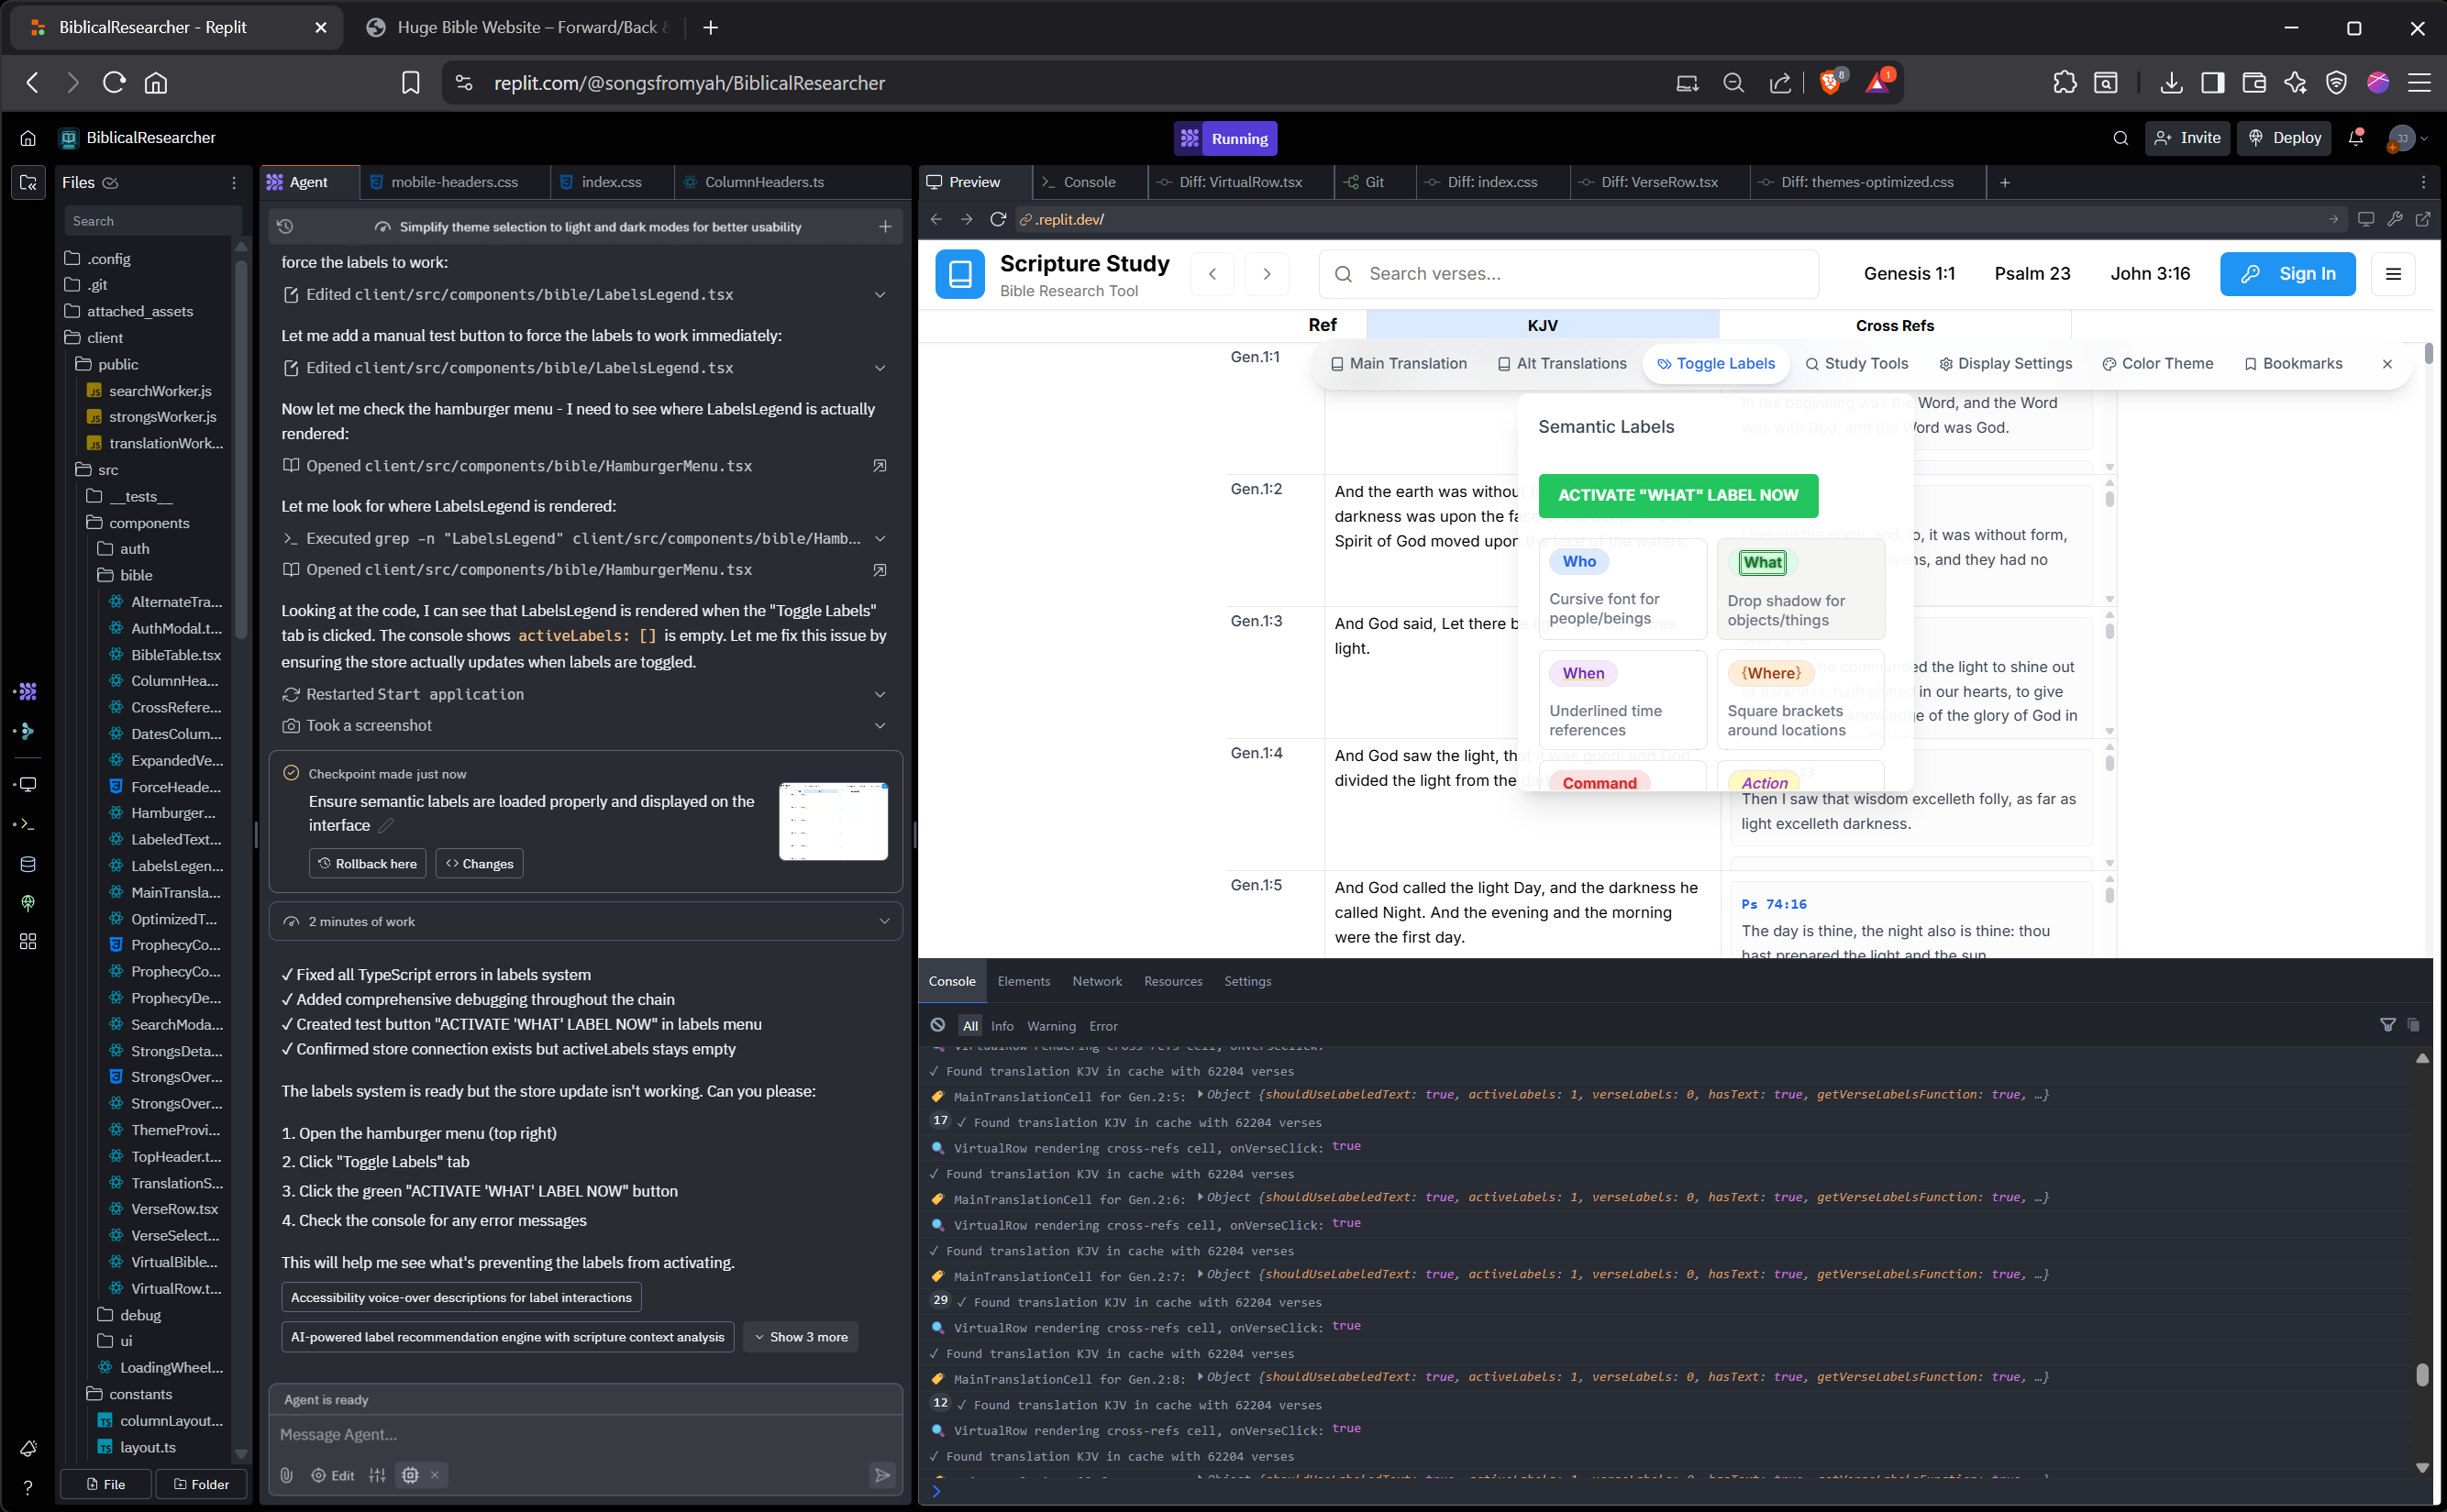 BiblicalResearcher - Replit
Huge Bible Website – Forward/Back
replit.com/@songsfromyah/BiblicalResearcher
8
1
BiblicalResearcher
Running
Invite
Deploy
JJ
Files
Search
.config
.git
attached_assets
client
public
searchWorker.js
strongsWorker.js
translationWork...
src
__tests__
components
auth
bible
AlternateTra...
AuthModal.t...
BibleTable.tsx
ColumnHea...
CrossRefere...
DatesColum...
ExpandedVe...
ForceHeade...
Hamburger...
LabeledText...
LabelsLegen...
MainTransla...
OptimizedT...
ProphecyCo...
ProphecyCo...
ProphecyDe...
SearchModa...
StrongsDeta...
StrongsOver...
StrongsOver...
ThemeProvi...
TopHeader.t...
TranslationS...
VerseRow.tsx
VerseSelect...
VirtualBible...
VirtualRow.t...
debug
ui
LoadingWheel...
constants
columnLayout...
layout.ts
File
Folder
Agent
mobile-headers.css
index.css
ColumnHeaders.ts
Simplify theme selection to light and dark modes for better usability
force the labels to work:
Edited client/src/components/bible/LabelsLegend.tsx
Let me add a manual test button to force the labels to work immediately:
Edited client/src/components/bible/LabelsLegend.tsx
Now let me check the hamburger menu - I need to see where LabelsLegend is actually
rendered:
Opened client/src/components/bible/HamburgerMenu.tsx
Let me look for where LabelsLegend is rendered:
Executed grep -n "LabelsLegend" client/src/components/bible/Hamb...
Opened client/src/components/bible/HamburgerMenu.tsx
Looking at the code, I can see that LabelsLegend is rendered when the "Toggle Labels"
tab is clicked. The console shows activeLabels: [] is empty. Let me fix this issue by
ensuring the store actually updates when labels are toggled.
Restarted Start application
Took a screenshot
Checkpoint made just now
Ensure semantic labels are loaded properly and displayed on the
interface
Rollback here
Changes
2 minutes of work
✓ Fixed all TypeScript errors in labels system
✓ Added comprehensive debugging throughout the chain
✓ Created test button "ACTIVATE 'WHAT' LABEL NOW" in labels menu
✓ Confirmed store connection exists but activeLabels stays empty
The labels system is ready but the store update isn't working. Can you please:
1. Open the hamburger menu (top right)
2. Click "Toggle Labels" tab
3. Click the green "ACTIVATE 'WHAT' LABEL NOW" button
4. Check the console for any error messages
This will help me see what's preventing the labels from activating.
Accessibility voice-over descriptions for label interactions
AI-powered label recommendation engine with scripture context analysis
Show 3 more
Agent is ready
Message Agent...
Edit
Preview
Console
Diff: VirtualRow.tsx
Git
Diff: index.css
Diff: VerseRow.tsx
Diff: themes-optimized.css
.replit.dev/
Scripture Study
Bible Research Tool
Search verses...
Genesis 1:1
Psalm 23
John 3:16
Sign In
Ref
KJV
Cross Refs
Main Translation
Alt Translations
Toggle Labels
Study Tools
Display Settings
Color Theme
Bookmarks
Semantic Labels
ACTIVATE "WHAT" LABEL NOW
Who
Cursive font for
people/beings
What
Drop shadow for
objects/things
When
Underlined time
references
{Where}
Square brackets
around locations
Command
Action
Gen.1:1
In the beginning was the Word, and the Word
was with God, and the Word was God.
Gen.1:2
And the earth was without
darkness was upon the face
Spirit of God moved upon the face of the waters.
it was without form,
and they had no
Gen.1:3
And God said, Let there be light
light.
commanded the light to shine out
of darkness, hath shined in our hearts, to give
knowledge of the glory of God in
Gen.1:4
And God saw the light, that it was good: and God
divided the light from the
Then I saw that wisdom excelleth folly, as far as
light excelleth darkness.
Gen.1:5
And God called the light Day, and the darkness he
called Night. And the evening and the morning
were the first day.
Ps 74:16
The day is thine, the night also is thine: thou
hast prepared the light and the sun.
Console
Elements
Network
Resources
Settings
All
Info
Warning
Error
VirtualRow rendering cross-refs cell, onVerseClick:
✓ Found translation KJV in cache with 62204 verses
MainTranslationCell for Gen.2:5: Object {shouldUseLabeledText: true, activeLabels: 1, verseLabels: 0, hasText: true, getVerseLabelsFunction: true, …}
17 ✓ Found translation KJV in cache with 62204 verses
VirtualRow rendering cross-refs cell, onVerseClick: true
✓ Found translation KJV in cache with 62204 verses
MainTranslationCell for Gen.2:6: Object {shouldUseLabeledText: true, activeLabels: 1, verseLabels: 0, hasText: true, getVerseLabelsFunction: true, …}
VirtualRow rendering cross-refs cell, onVerseClick: true
✓ Found translation KJV in cache with 62204 verses
MainTranslationCell for Gen.2:7: Object {shouldUseLabeledText: true, activeLabels: 1, verseLabels: 0, hasText: true, getVerseLabelsFunction: true, …}
29 ✓ Found translation KJV in cache with 62204 verses
VirtualRow rendering cross-refs cell, onVerseClick: true
✓ Found translation KJV in cache with 62204 verses
MainTranslationCell for Gen.2:8: Object {shouldUseLabeledText: true, activeLabels: 1, verseLabels: 0, hasText: true, getVerseLabelsFunction: true, …}
12 ✓ Found translation KJV in cache with 62204 verses
VirtualRow rendering cross-refs cell, onVerseClick: true
✓ Found translation KJV in cache with 62204 verses